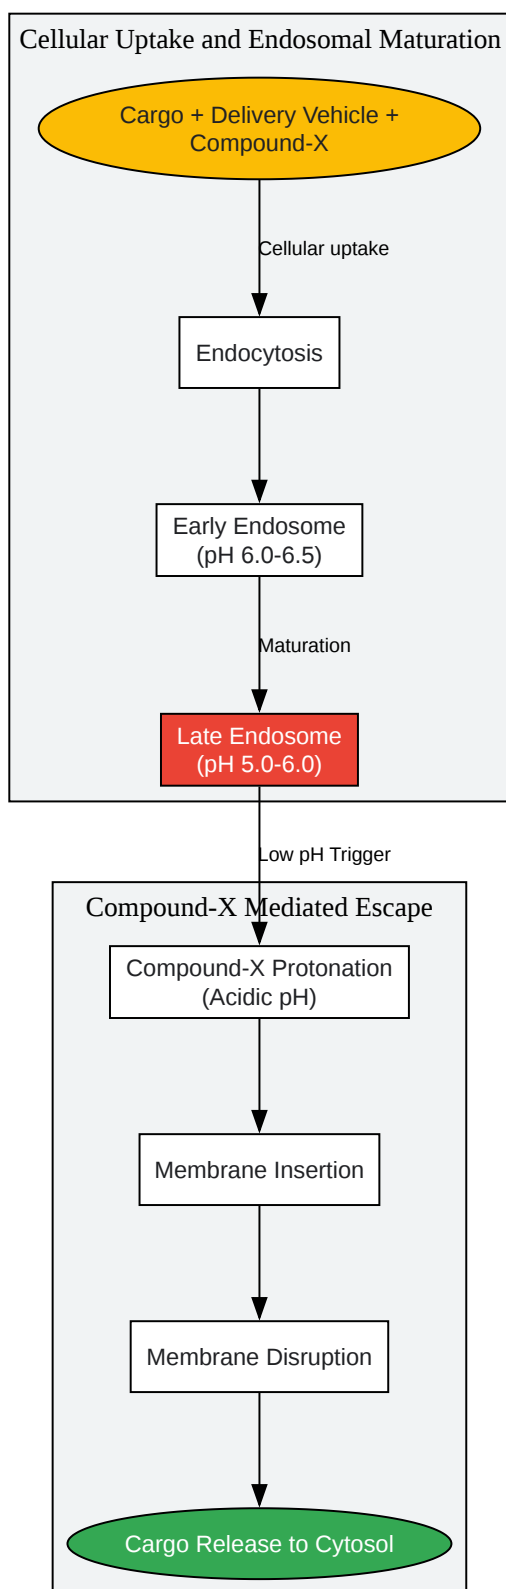 Cellular Uptake and Endosomal Maturation
Cargo + Delivery Vehicle +
Compound-X
Cellular uptake
Endocytosis
Early Endosome
(pH 6.0-6.5)
Maturation
Late Endosome
(pH 5.0-6.0)
Low pH Trigger
Compound-X Mediated Escape
Compound-X Protonation
(Acidic pH)
Membrane Insertion
Membrane Disruption
Cargo Release to Cytosol